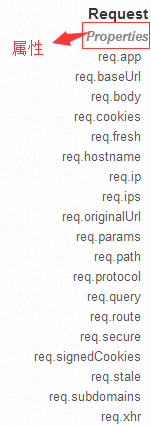 Request
属性
Properties
req.app
req.baseUrl
req.body
req.cookies
req.fresh
req.hostname
req.ip
req.ips
req.originalUrl
req.params
req.path
req.protocol
req.query
req.route
req.secure
req.signedCookies
req.stale
req.subdomains
req.xhr